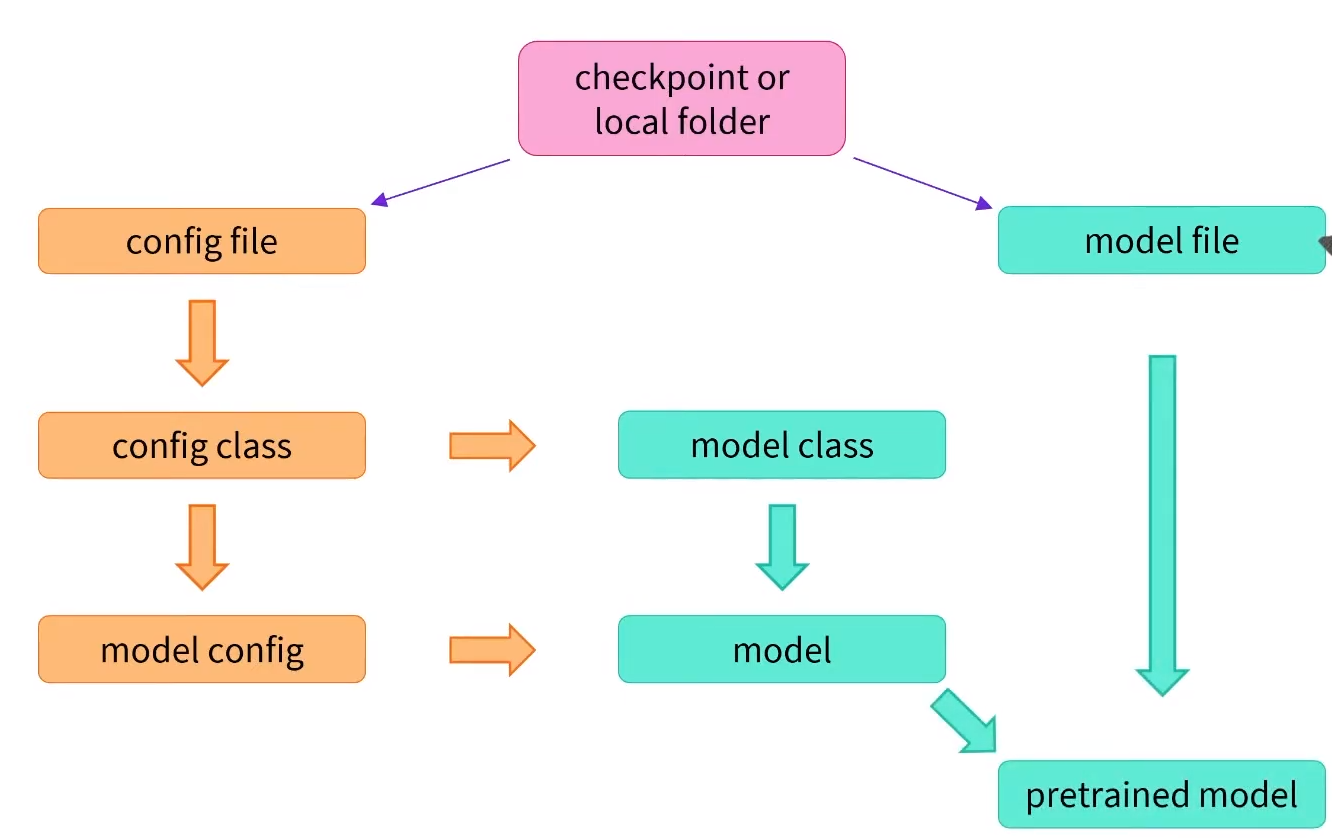 checkpoint or
local folder
config file
model file
config class
model class
model config
model
pretrained model